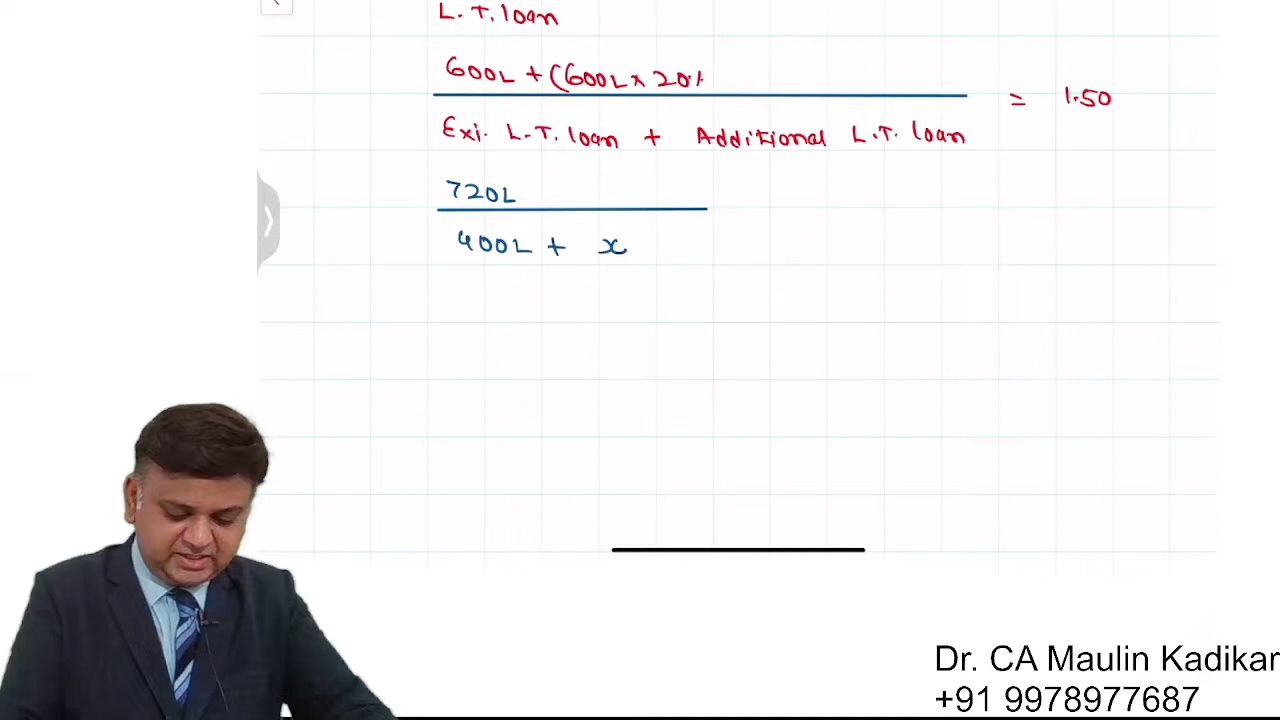 L.T. loan
600L + (600L x 20%
= 1.50
Exi. L.T. loan + Additional L.T. loan
720L
400L + x
Dr. CA Maulin Kadikar
+91 9978977687